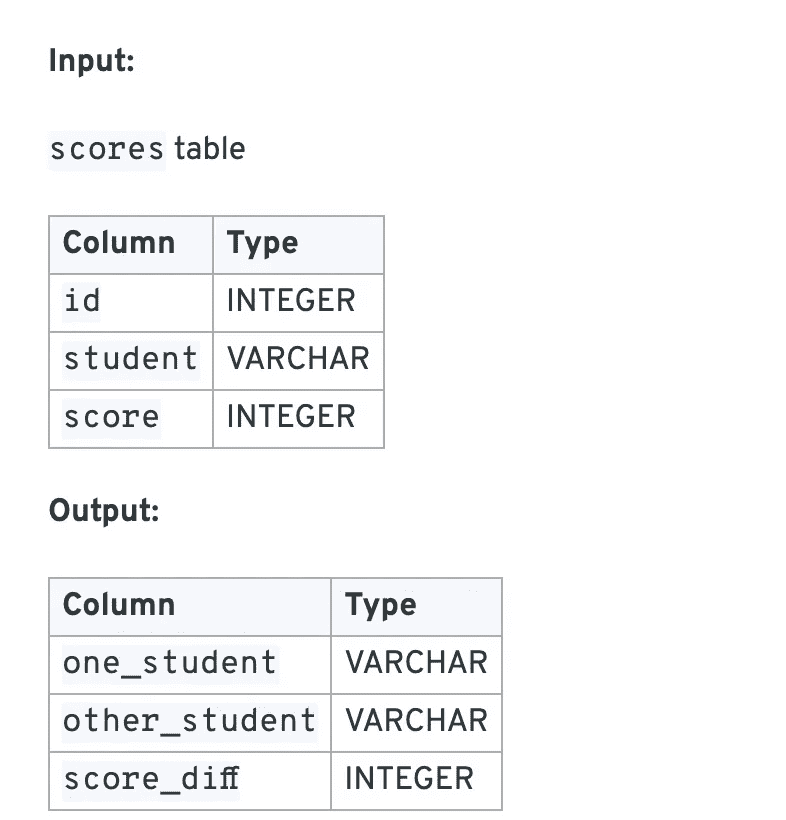 Input:
scores table
Column Type
id INTEGER
student VARCHAR
score INTEGER
Output:
Column Type
one_student VARCHAR
other_student VARCHAR
score_diff INTEGER